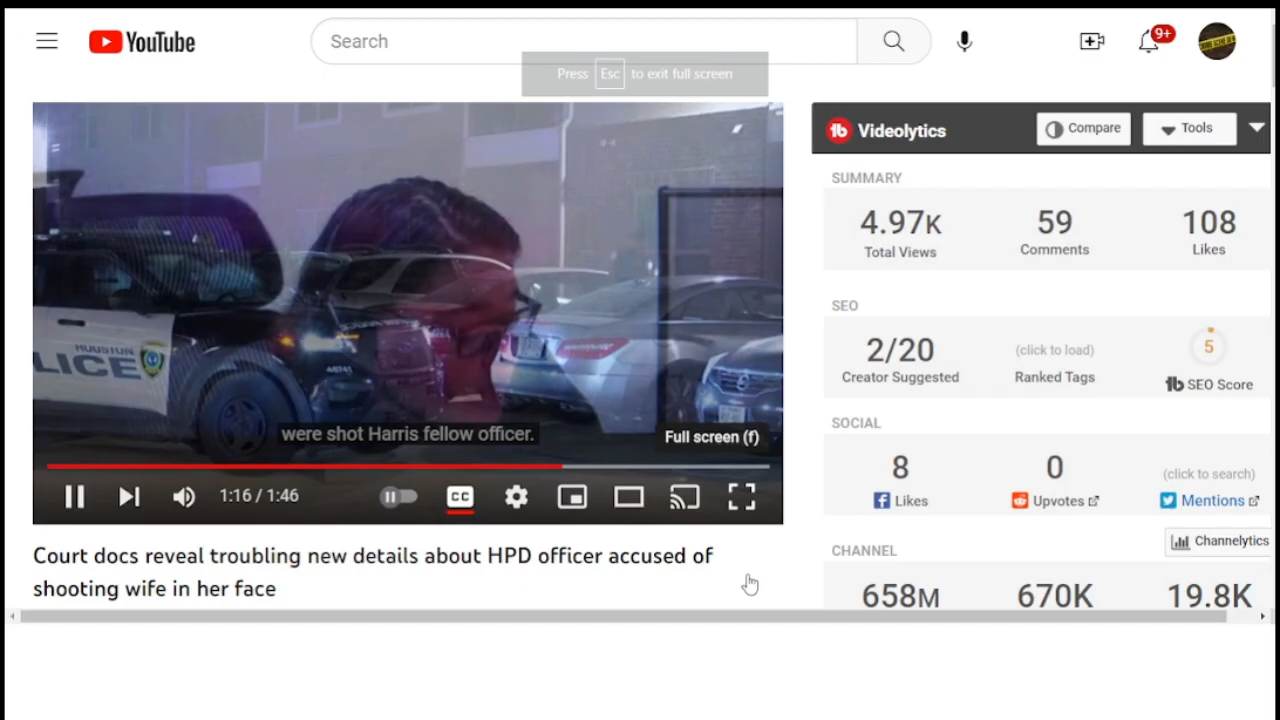 YouTube
Search
9+
Press Esc to exit full screen
HOUSTON
LICE
were shot Harris fellow officer.
Full screen (f)
1:16 / 1:46
CC
Court docs reveal troubling new details about HPD officer accused of
shooting wife in her face
tb Videolytics
Compare
Tools
SUMMARY
4.97K
59
108
Total Views
Comments
Likes
SEO
2/20
(click to load)
5
Creator Suggested
Ranked Tags
tb SEO Score
SOCIAL
8
0
(click to search)
Likes
Upvotes
Mentions
CHANNEL
Channelytics
658M
670K
19.8K